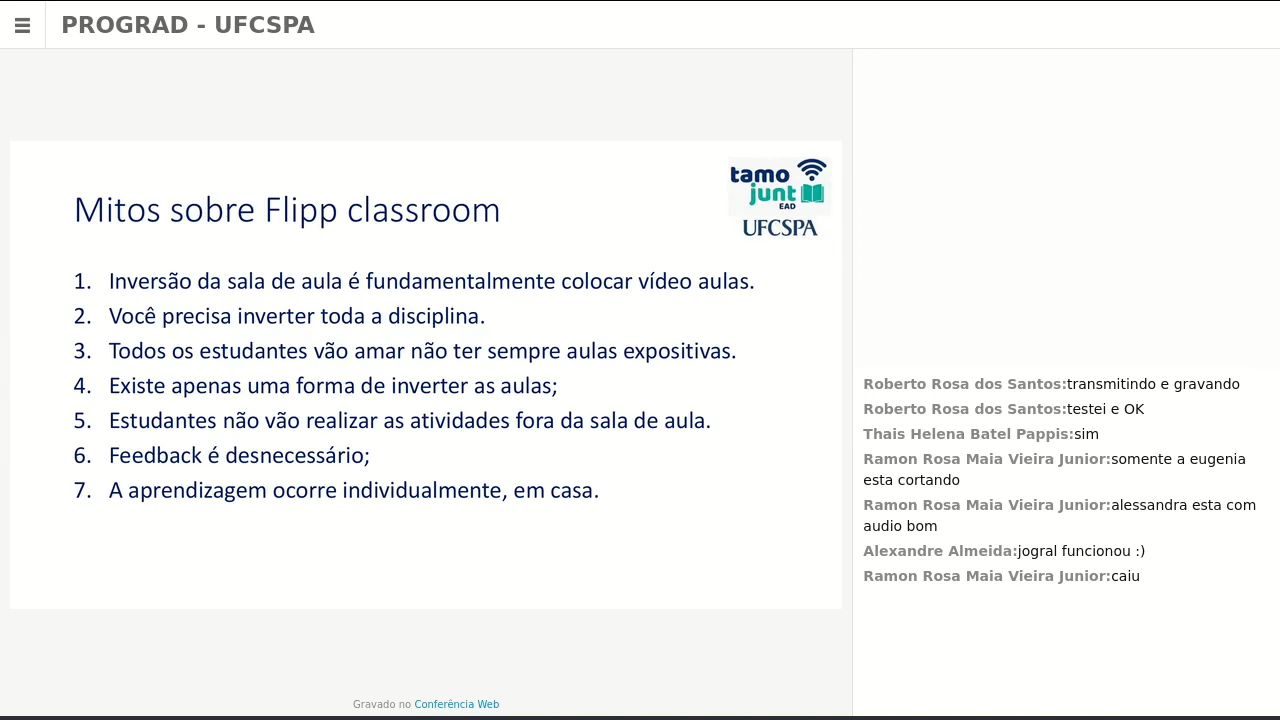 PROGRAD - UFCSPA
tamo
junt
EAD
UFCSPA
Mitos sobre Flipp classroom
1. Inversão da sala de aula é fundamentalmente colocar vídeo aulas.
2. Você precisa inverter toda a disciplina.
3. Todos os estudantes vão amar não ter sempre aulas expositivas.
4. Existe apenas uma forma de inverter as aulas;
5. Estudantes não vão realizar as atividades fora da sala de aula.
6. Feedback é desnecessário;
7. A aprendizagem ocorre individualmente, em casa.
Gravado no Conferência Web
Roberto Rosa dos Santos:transmitindo e gravando
Roberto Rosa dos Santos:testei e OK
Thais Helena Batel Pappis:sim
Ramon Rosa Maia Vieira Junior:somente a eugenia
esta cortando
Ramon Rosa Maia Vieira Junior:alessandra esta com
audio bom
Alexandre Almeida:jogral funcionou :)
Ramon Rosa Maia Vieira Junior:caiu